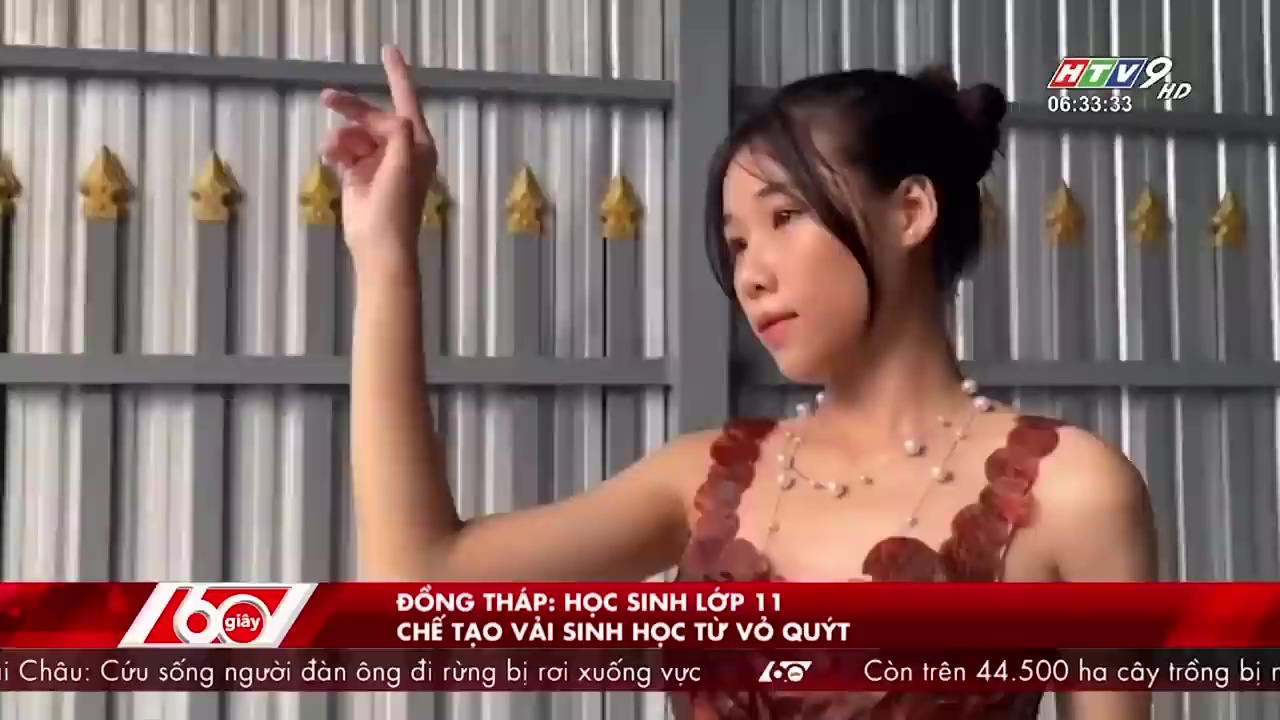 HTV9 HD
06:33:33
60 giây
ĐỒNG THÁP: HỌC SINH LỚP 11
CHẾ TẠO VẢI SINH HỌC TỪ VỎ QUÝT
i Châu: Cứu sống người đàn ông đi rừng bị rơi xuống vực 60 Còn trên 44.500 ha cây trồng bị